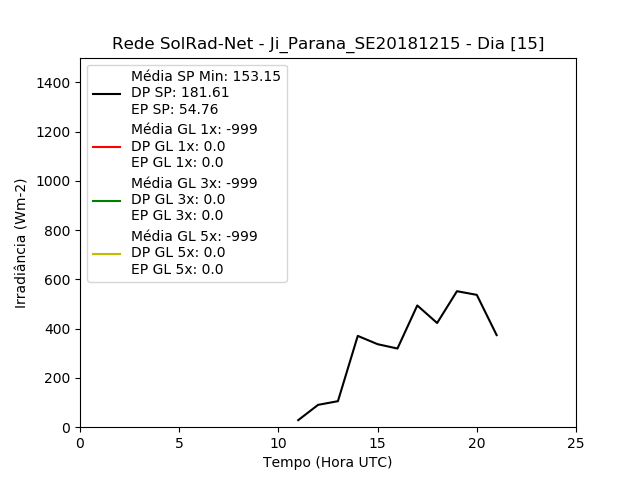 Rede SolRad-Net - Ji_Parana_SE20181215 - Dia [15]
Média SP Min: 153.15
DP SP: 181.61
EP SP: 54.76
Média GL 1x: -999
DP GL 1x: 0.0
EP GL 1x: 0.0
Média GL 3x: -999
DP GL 3x: 0.0
EP GL 3x: 0.0
Média GL 5x: -999
DP GL 5x: 0.0
EP GL 5x: 0.0
Irradiância (Wm-2)
1400
1200
1000
800
600
400
200
0
0 5 10 15 20 25
Tempo (Hora UTC)